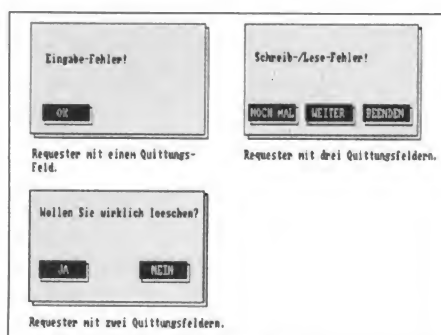 Eingabe-Fehler!
OK
Requester mit einem Quittungs-
Feld.
Schreib-/Lese-Fehler!
NOCH MAL WEITER BEENDEN
Requester mit drei Quittungsfeldern.
Wollen Sie wirklich loeschen?
JA NEIN
Requester mit zwei Quittungsfeldern.